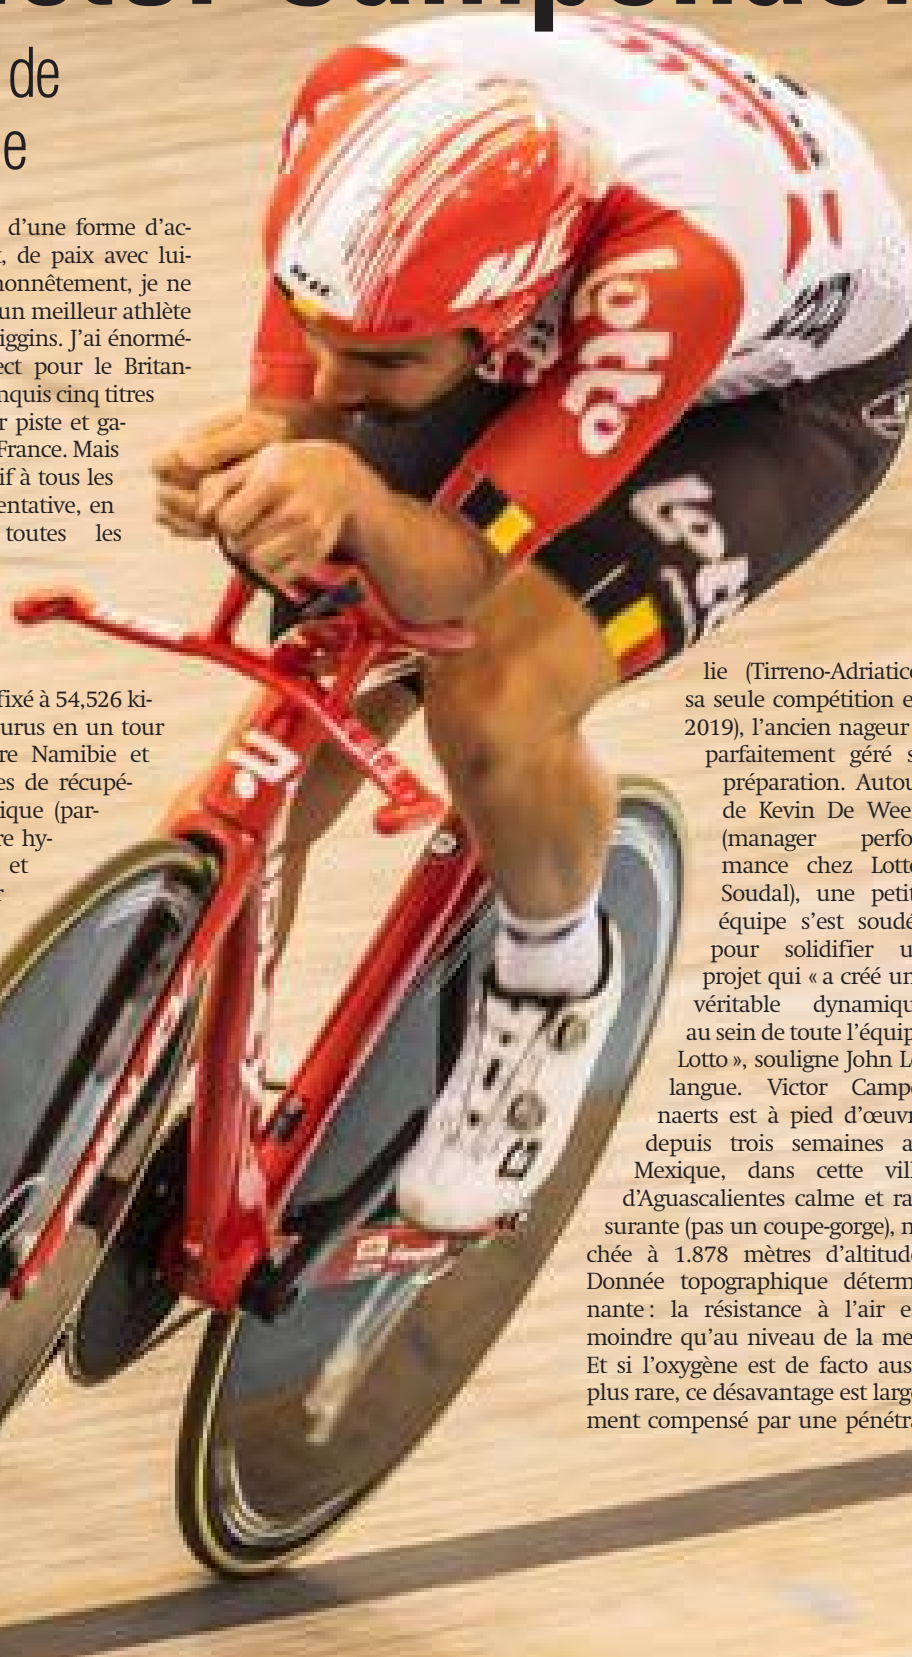 de
e
d'une forme d'ac-
de paix avec lui-
honnêtement, je ne
un meilleur athlète
iggins. J'ai énormé-
ect pour le Britan-
nquis cinq titres
r piste et ga-
France. Mais
if à tous les
entative, en
toutes les
fixé à 54,526 ki-
urus en un tour
re Namibie et
es de récupé-
ique (par-
re hy-
et
r
lotto
lotto
lie (Tirreno-Adriatico
sa seule compétition e
2019), l'ancien nageur
parfaitement géré s
préparation. Autou
de Kevin De Wee
(manager perfo
mance chez Lotto
Soudal), une petit
équipe s'est soudé
pour solidifier u
projet qui « a créé un
véritable dynamiqu
au sein de toute l'équip
Lotto », souligne John L
langue. Victor Campe
naerts est à pied d'œuvr
depuis trois semaines a
Mexique, dans cette vill
d'Aguascalientes calme et ra
surante (pas un coupe-gorge), n
chée à 1.878 mètres d'altitude
Donnée topographique déterm
nante : la résistance à l'air e
moindre qu'au niveau de la me
Et si l'oxygène est de facto aus
plus rare, ce désavantage est large
ment compensé par une pénétra